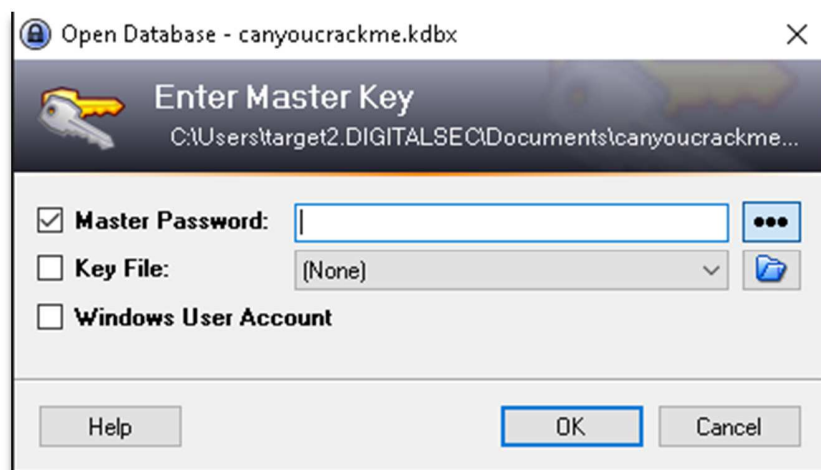 Open Database - canyoucrackme.kdbx
Enter Master Key
C:\Users\target2.DIGITALSEC\Documents\canyoucrackme...
Master Password:
Key File: (None)
Windows User Account
Help OK Cancel